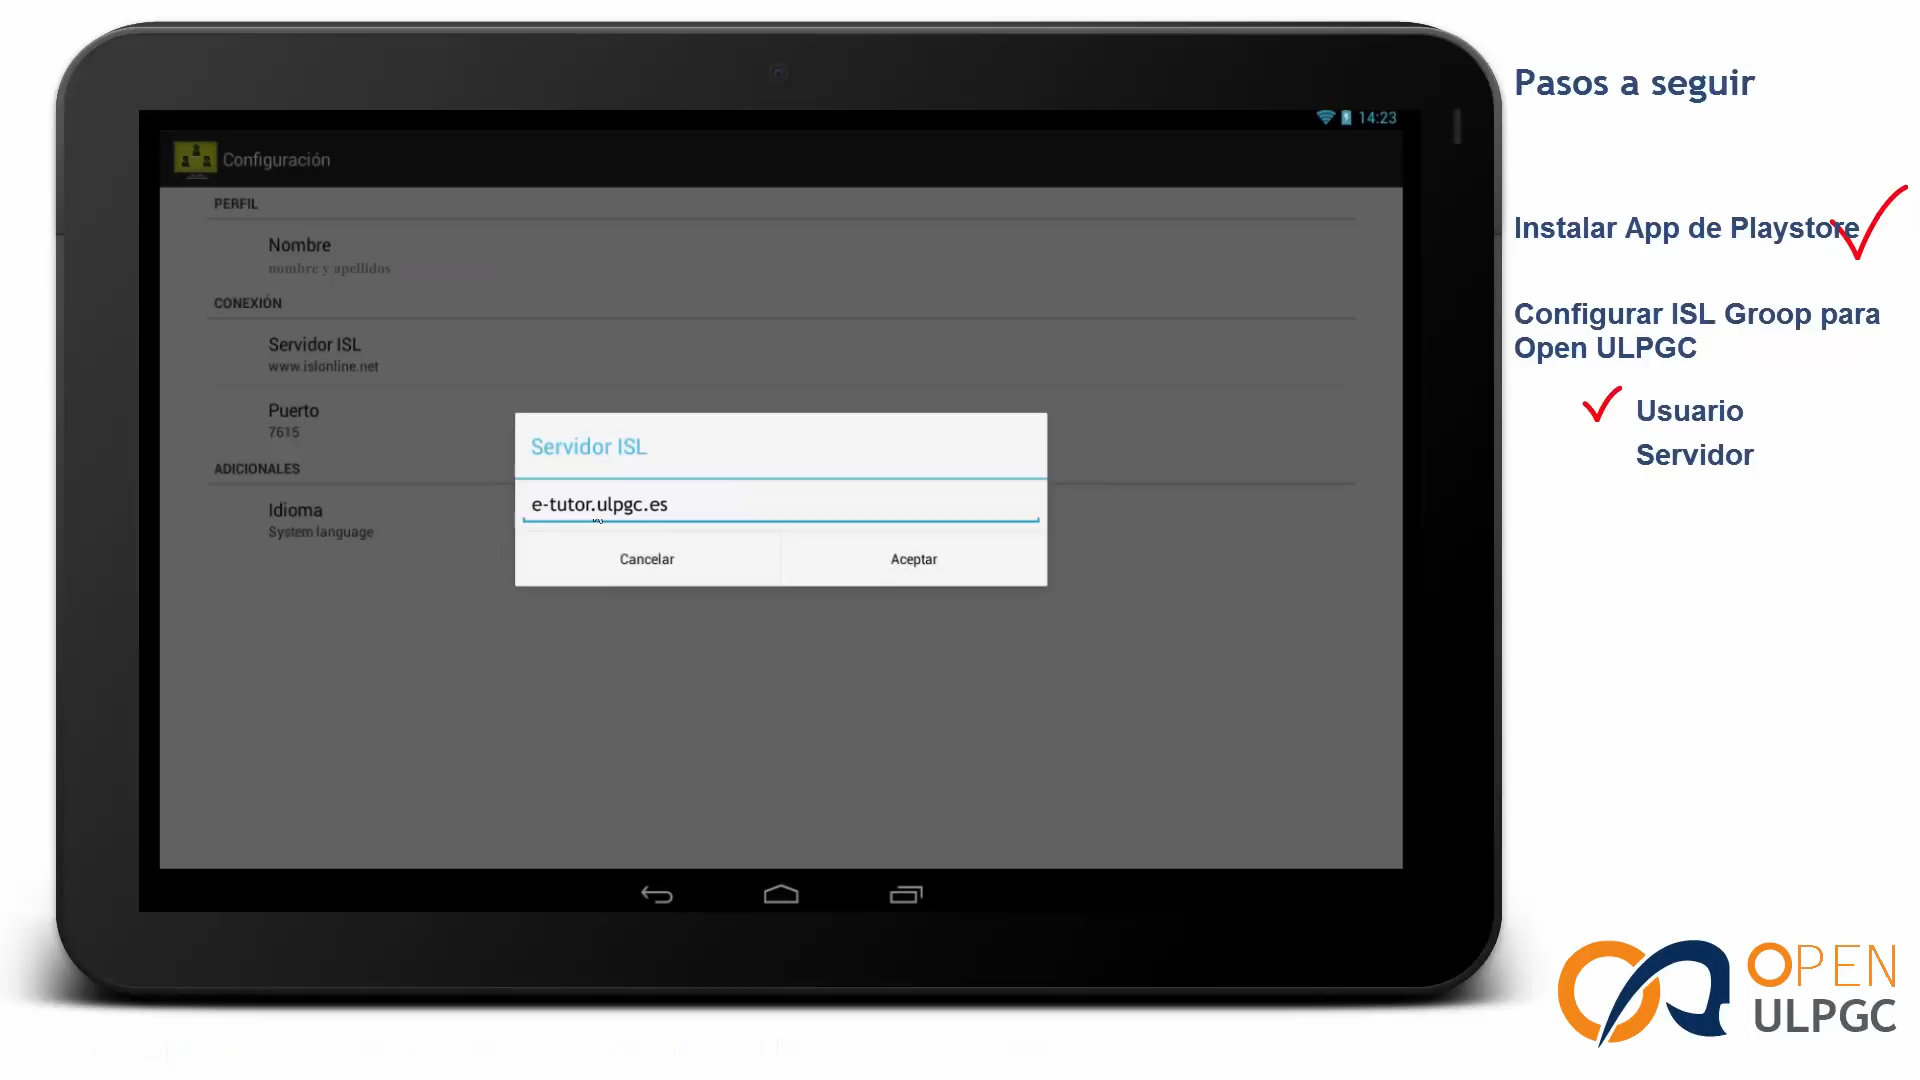 Pasos a seguir
14:23
Configuración
PERFIL
Nombre
nombre y apellidos
CONEXIÓN
Servidor ISL
www.islonline.net
Puerto
7615
ADICIONALES
Idioma
System language
Servidor ISL
e-tutor.ulpgc.es
Cancelar
Aceptar
Instalar App de Playstore
Configurar ISL Groop para
Open ULPGC
Usuario
Servidor
OPEN
ULPGC